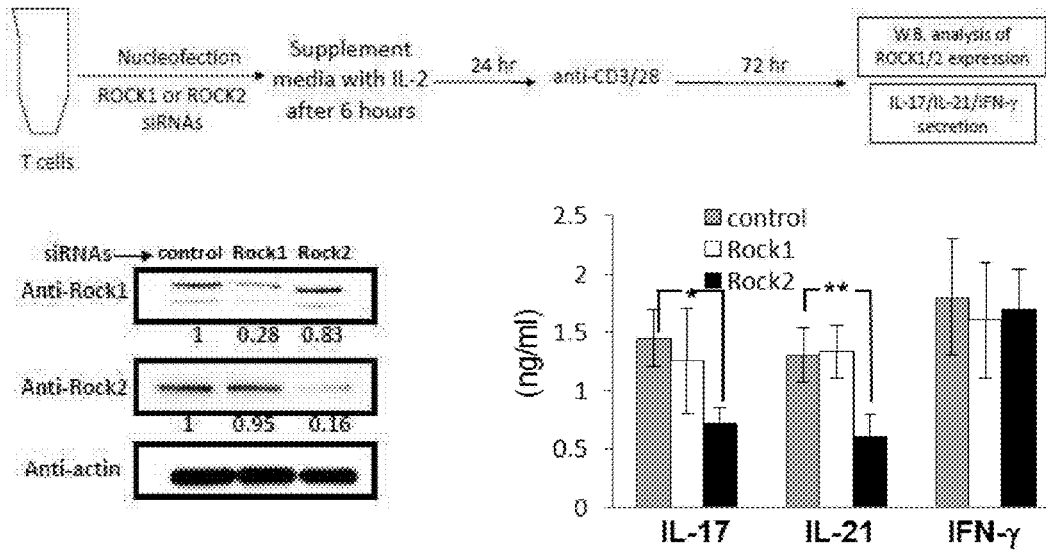 T cells
Nucleofection
ROCK1 or ROCK2
siRNAs
Supplement
media with IL-2
after 6 hours
24 hr
anti-CD3/28
72 hr
W.B. analysis of
ROCK1/2 expression
IL-17/IL-21/IFN-γ
secretion
siRNAs control Rock1 Rock2
Anti-Rock1
1 0.28 0.83
Anti-Rock2
1 0.95 0.16
Anti-actin
(ng/ml)
2.5
2
1.5
1
0.5
0
control
Rock1
Rock2
*
**
IL-17 IL-21 IFN-γ